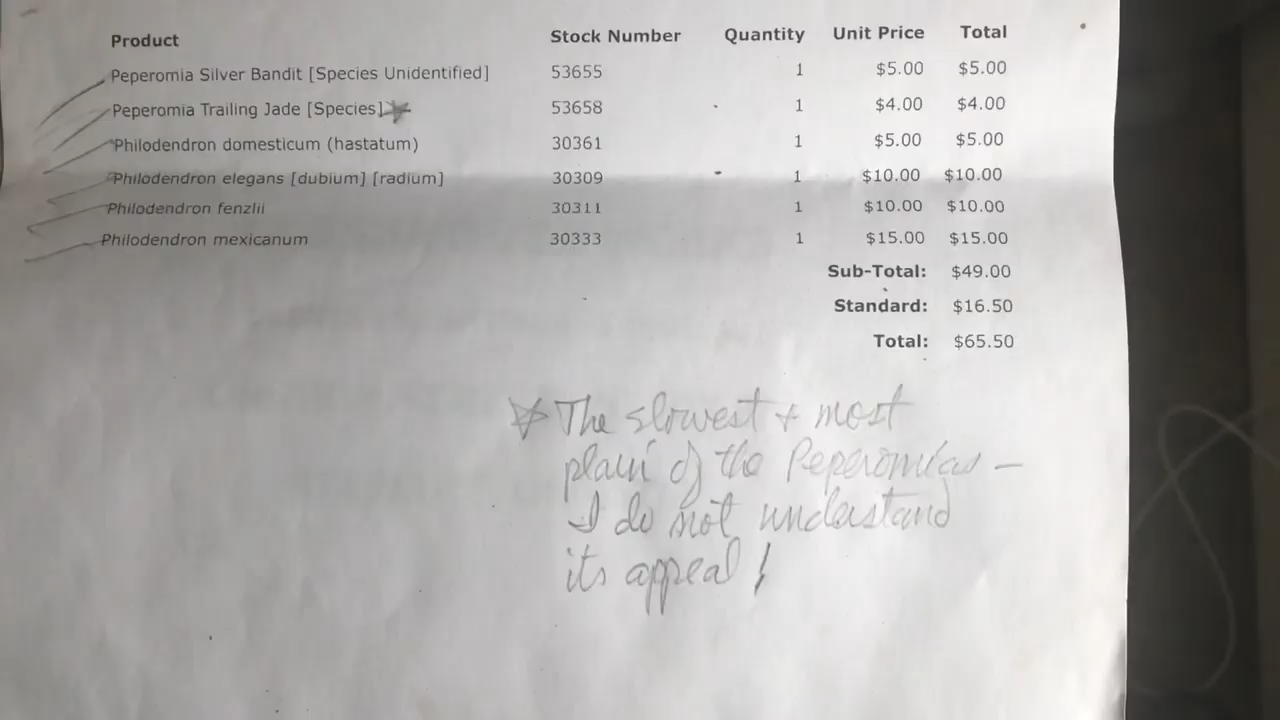 Product Stock Number Quantity Unit Price Total
Peperomia Silver Bandit [Species Unidentified] 53655 1 $5.00 $5.00
Peperomia Trailing Jade [Species] 53658 1 $4.00 $4.00
Philodendron domesticum (hastatum) 30361 1 $5.00 $5.00
Philodendron elegans [dubium] [radium] 30309 1 $10.00 $10.00
Philodendron fenzlii 30311 1 $10.00 $10.00
Philodendron mexicanum 30333 1 $15.00 $15.00
Sub-Total: $49.00
Standard: $16.50
Total: $65.50
The slowest + most
plain of the Peperomias —
I do not understand
its appeal!